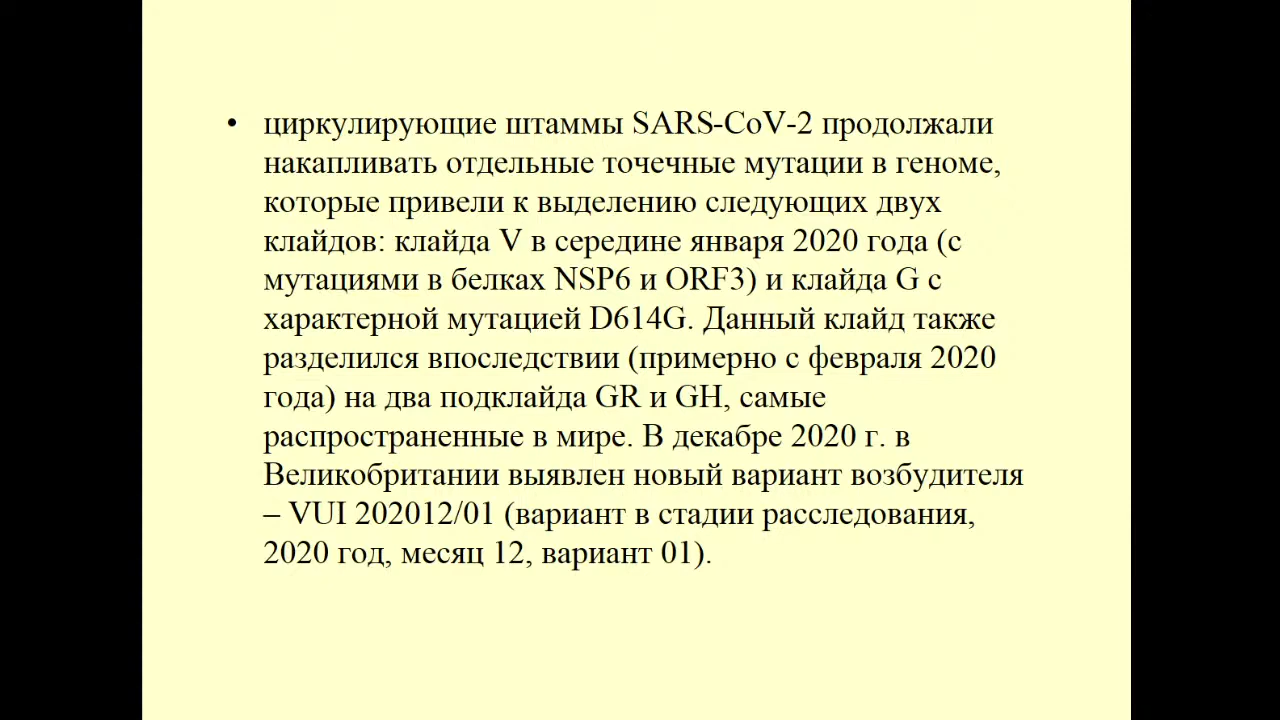 • циркулирующие штаммы SARS-CoV-2 продолжали
накапливать отдельные точечные мутации в геноме,
которые привели к выделению следующих двух
клайдов: клайда V в середине января 2020 года (с
мутациями в белках NSP6 и ORF3) и клайда G с
характерной мутацией D614G. Данный клайд также
разделился впоследствии (примерно с февраля 2020
года) на два подклайда GR и GH, самые
распространенные в мире. В декабре 2020 г. в
Великобритании выявлен новый вариант возбудителя
– VUI 202012/01 (вариант в стадии расследования,
2020 год, месяц 12, вариант 01).